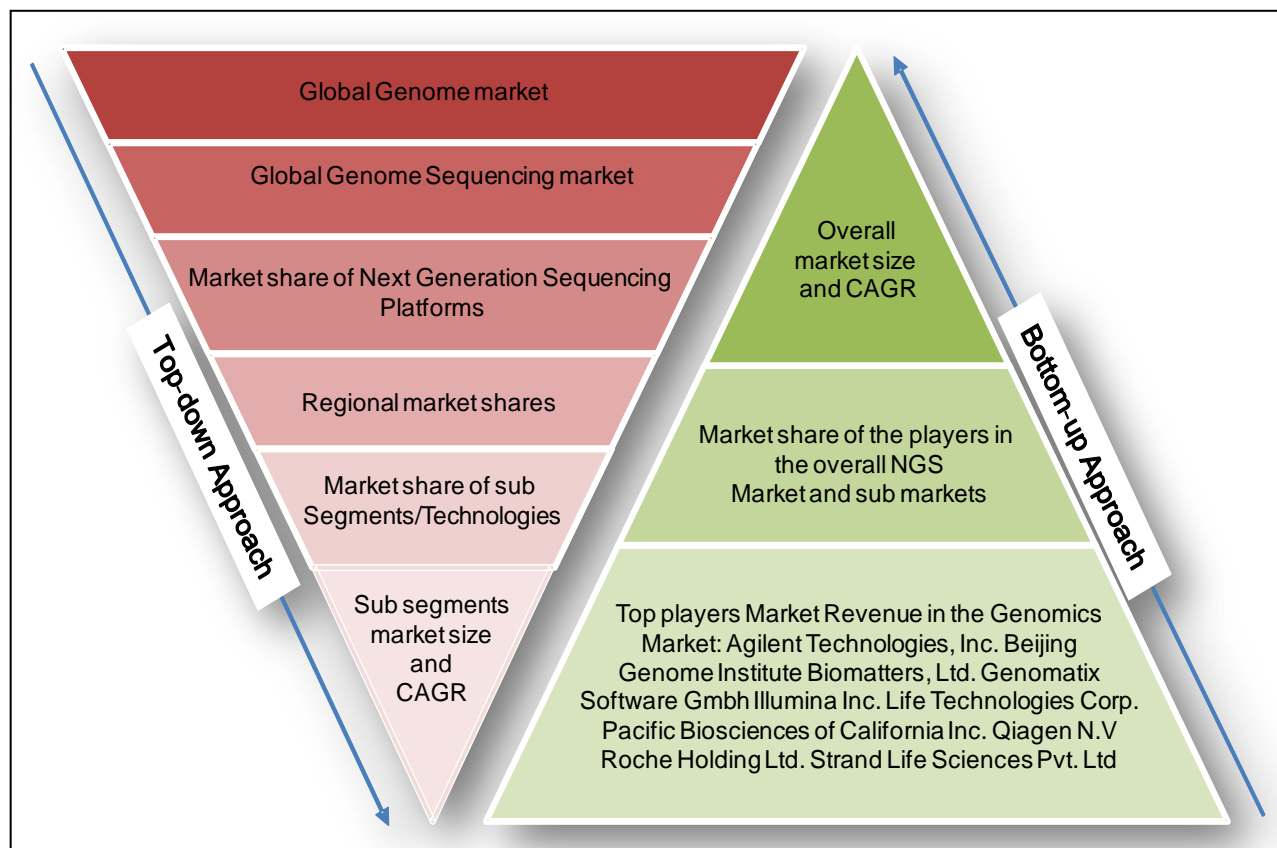 Global Genome market
Global Genome Sequencing market
Market share of Next Generation Sequencing
Platforms
Regional market shares
Market share of sub
Segments/Technologies
Sub segments
market size
and
CAGR
Top-down Approach
Overall
market size
and CAGR
Market share of the players in
the overall NGS
Market and sub markets
Top players Market Revenue in the Genomics
Market: Agilent Technologies, Inc. Beijing
Genome Institute Biomatters, Ltd. Genomatix
Software Gmbh Illumina Inc. Life Technologies Corp.
Pacific Biosciences of California Inc. Qiagen N.V
Roche Holding Ltd. Strand Life Sciences Pvt. Ltd
Bottom-up Approach